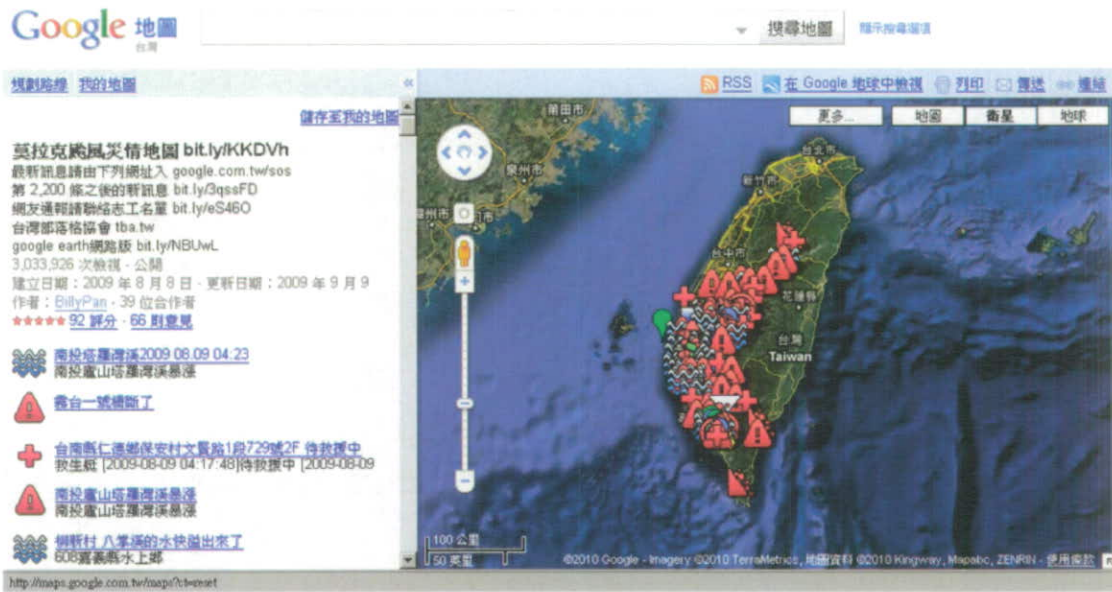 Google 地圖
台灣
搜尋地圖
顯示搜尋選項
規劃路線 我的地圖
«
RSS 在 Google 地球中檢視 列印 傳送 連結
儲存至我的地圖
莫拉克颱風災情地圖 bit.ly/KKDVh
最新訊息請由下列網址入 google.com.tw/sos
第 2,200 條之後的新訊息 bit.ly/3qssFD
網友通報請聯絡志工名單 bit.ly/eS46O
台灣部落格協會 tba.tw
google earth網路版 bit.ly/NBUwL
3,033,926 次檢視 - 公開
建立日期：2009 年 8 月 8 日 - 更新日期：2009 年 9 月 9
作者：BillyPan - 39 位合作者
92 評分 - 66 則意見
南投塔羅灣溪2009 08.09 04:23
南投廬山塔羅灣溪暴漲
霧台一號橋斷了
台南縣仁德鄉保安村文賢路1段729號2F 待救援中
救生艇 [2009-08-09 04:17:48]待救援中 [2009-08-09
南投廬山塔羅灣溪暴漲
南投廬山塔羅灣溪暴漲
柳新村 八掌溪的水快溢出來了
608嘉義縣水上鄉
更多...
地圖
衛星
地球
莆田市
泉州市
台北市
新竹市
台中市
花蓮縣
台灣
Taiwan
100 公里
50 英里
©2010 Google - Imagery ©2010 TerraMetrics, 地圖資料 ©2010 Kingway, Mapabc, ZENRIN - 使用條款
http://maps.google.com.tw/maps?ct=reset